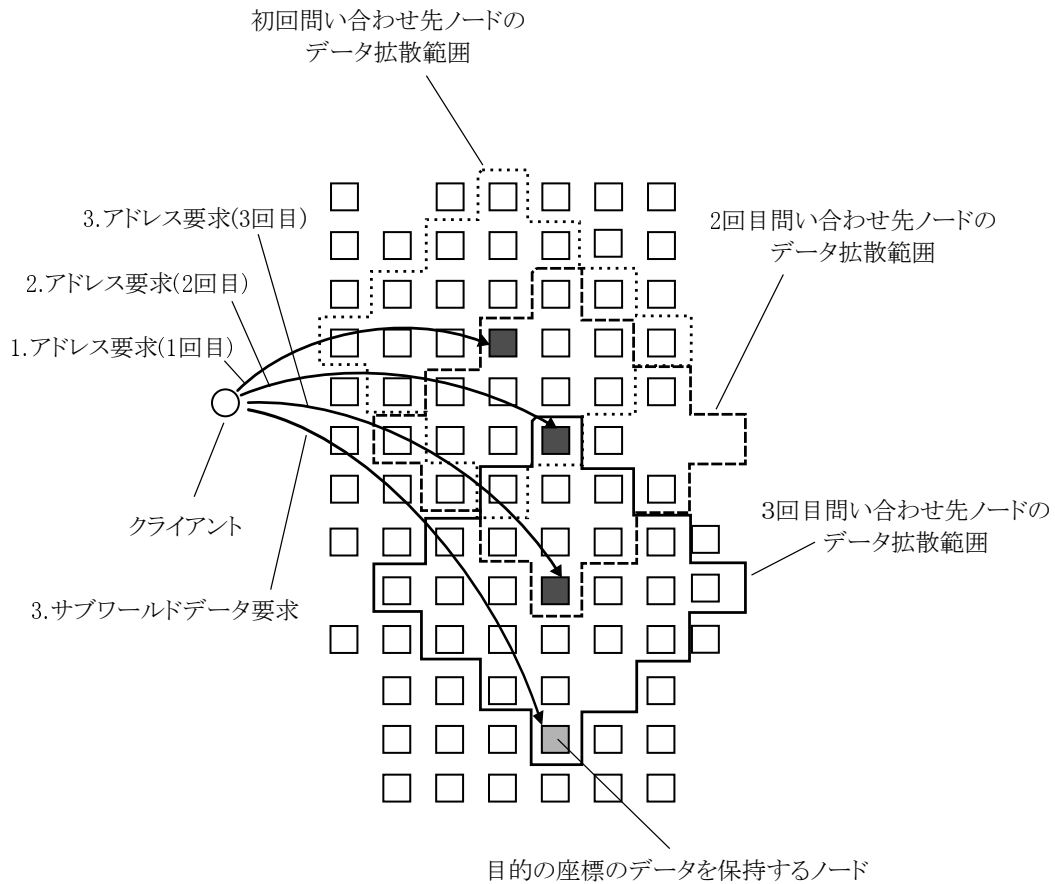 初回問い合わせ先ノードの
データ拡散範囲
3.アドレス要求(3回目)
2回目問い合わせ先ノードの
データ拡散範囲
2.アドレス要求(2回目)
1.アドレス要求(1回目)
クライアント
３回目問い合わせ先ノードの
データ拡散範囲
3.サブワールドデータ要求
目的の座標のデータを保持するノード